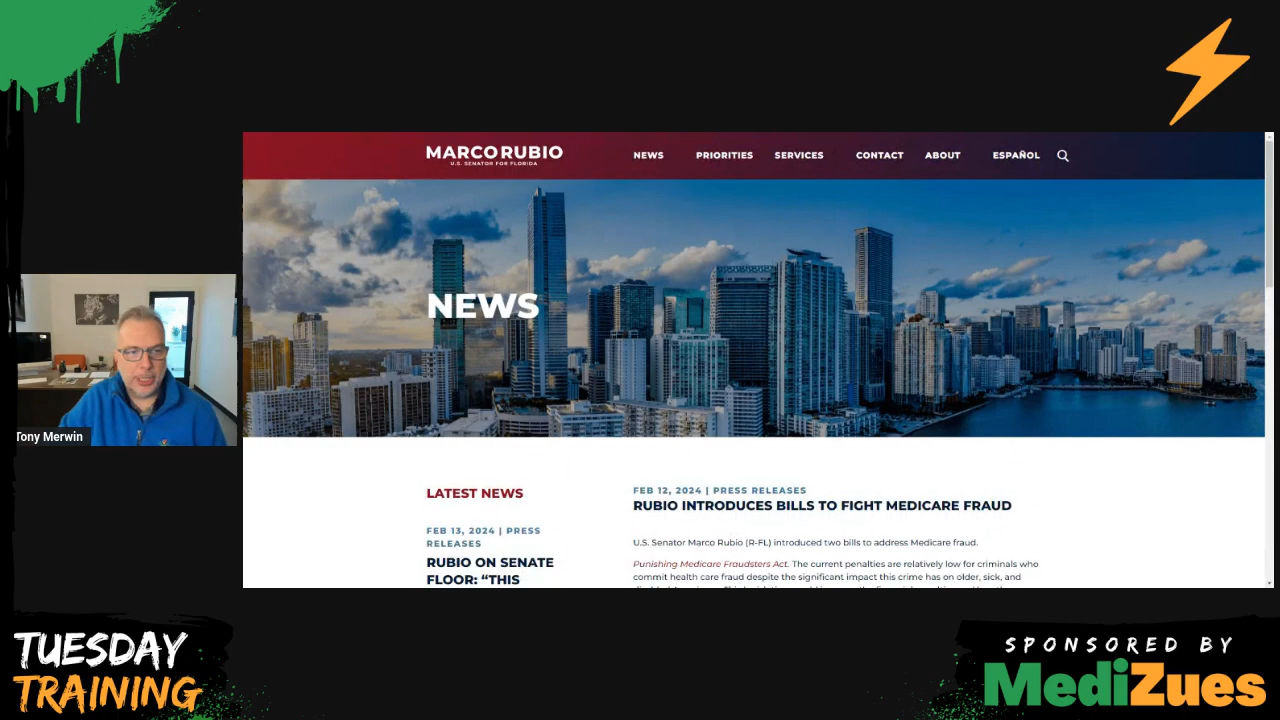 MARCO RUBIO
U.S. SENATOR FOR FLORIDA
NEWS PRIORITIES SERVICES CONTACT ABOUT ESPAÑOL
NEWS
LATEST NEWS
FEB 13, 2024 | PRESS
RELEASES
RUBIO ON SENATE
FLOOR: “THIS
FEB 12, 2024 | PRESS RELEASES
RUBIO INTRODUCES BILLS TO FIGHT MEDICARE FRAUD
U.S. Senator Marco Rubio (R-FL) introduced two bills to address Medicare fraud.
Punishing Medicare Fraudsters Act. The current penalties are relatively low for criminals who
commit health care fraud despite the significant impact this crime has on older, sick, and
Tony Merwin
TUESDAY
TRAINING
SPONSORED BY
MediZues